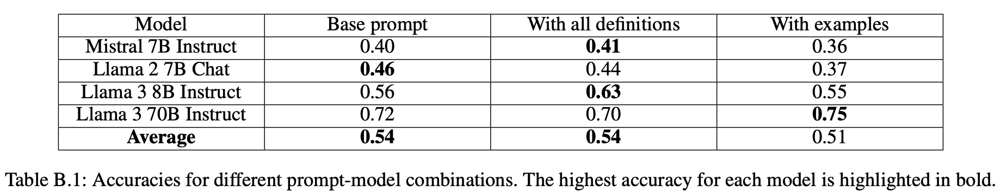 Model Base prompt With all definitions With examples
Mistral 7B Instruct 0.40 0.41 0.36
Llama 2 7B Chat 0.46 0.44 0.37
Llama 3 8B Instruct 0.56 0.63 0.55
Llama 3 70B Instruct 0.72 0.70 0.75
Average 0.54 0.54 0.51
Table B.1: Accuracies for different prompt-model combinations. The highest accuracy for each model is highlighted in bold.